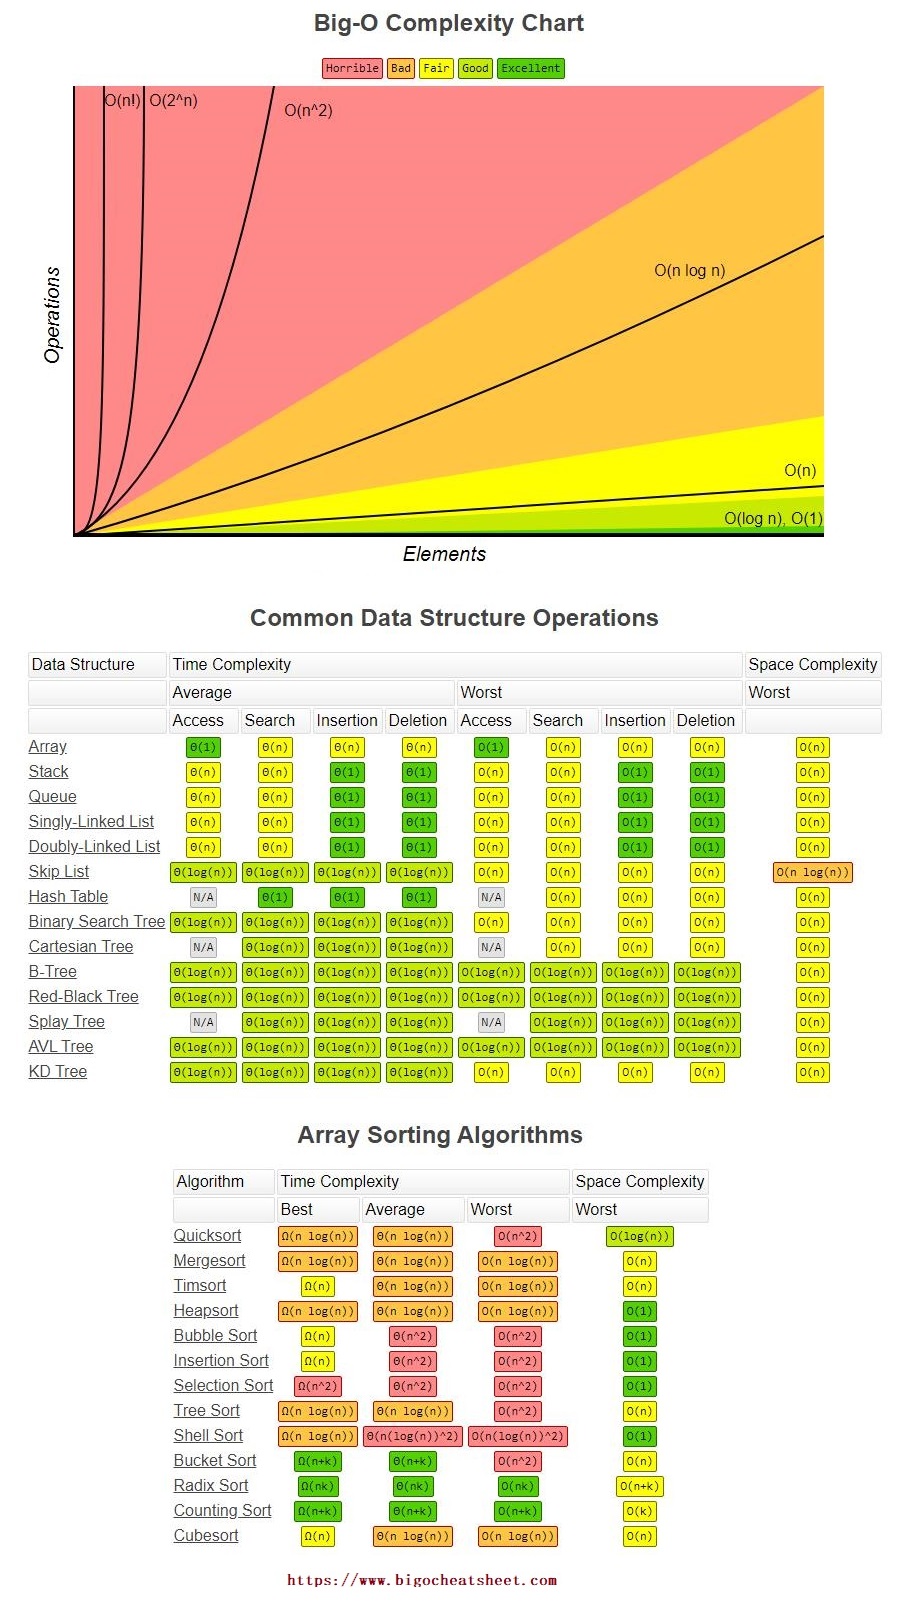 Big-O Complexity Chart
Horrible Bad Fair Good Excellent
O(n!) O(2^n) O(n^2)
O(n log n)
O(n)
O(log n), O(1)
Operations
Elements
Common Data Structure Operations
Data Structure Time Complexity Space Complexity
Average Worst Worst
Access Search Insertion Deletion Access Search Insertion Deletion
Array Θ(1) Θ(n) Θ(n) Θ(n) O(1) O(n) O(n) O(n) O(n)
Stack Θ(n) Θ(n) Θ(1) Θ(1) O(n) O(n) O(1) O(1) O(n)
Queue Θ(n) Θ(n) Θ(1) Θ(1) O(n) O(n) O(1) O(1) O(n)
Singly-Linked List Θ(n) Θ(n) Θ(1) Θ(1) O(n) O(n) O(1) O(1) O(n)
Doubly-Linked List Θ(n) Θ(n) Θ(1) Θ(1) O(n) O(n) O(1) O(1) O(n)
Skip List Θ(log(n)) Θ(log(n)) Θ(log(n)) Θ(log(n)) O(n) O(n) O(n) O(n) O(n log(n))
Hash Table N/A Θ(1) Θ(1) Θ(1) N/A O(n) O(n) O(n) O(n)
Binary Search Tree Θ(log(n)) Θ(log(n)) Θ(log(n)) Θ(log(n)) O(n) O(n) O(n) O(n) O(n)
Cartesian Tree N/A Θ(log(n)) Θ(log(n)) Θ(log(n)) N/A O(n) O(n) O(n) O(n)
B-Tree Θ(log(n)) Θ(log(n)) Θ(log(n)) Θ(log(n)) O(log(n)) O(log(n)) O(log(n)) O(log(n)) O(n)
Red-Black Tree Θ(log(n)) Θ(log(n)) Θ(log(n)) Θ(log(n)) O(log(n)) O(log(n)) O(log(n)) O(log(n)) O(n)
Splay Tree N/A Θ(log(n)) Θ(log(n)) Θ(log(n)) N/A O(log(n)) O(log(n)) O(log(n)) O(n)
AVL Tree Θ(log(n)) Θ(log(n)) Θ(log(n)) Θ(log(n)) O(log(n)) O(log(n)) O(log(n)) O(log(n)) O(n)
KD Tree Θ(log(n)) Θ(log(n)) Θ(log(n)) Θ(log(n)) O(n) O(n) O(n) O(n) O(n)
Array Sorting Algorithms
Algorithm Time Complexity Space Complexity
Best Average Worst Worst
Quicksort Ω(n log(n)) Θ(n log(n)) O(n^2) O(log(n))
Mergesort Ω(n log(n)) Θ(n log(n)) O(n log(n)) O(n)
Timsort Ω(n) Θ(n log(n)) O(n log(n)) O(n)
Heapsort Ω(n log(n)) Θ(n log(n)) O(n log(n)) O(1)
Bubble Sort Ω(n) Θ(n^2) O(n^2) O(1)
Insertion Sort Ω(n) Θ(n^2) O(n^2) O(1)
Selection Sort Ω(n^2) Θ(n^2) O(n^2) O(1)
Tree Sort Ω(n log(n)) Θ(n log(n)) O(n^2) O(n)
Shell Sort Ω(n log(n)) Θ(n(log(n))^2) O(n(log(n))^2) O(1)
Bucket Sort Ω(n+k) Θ(n+k) O(n^2) O(n)
Radix Sort Ω(nk) Θ(nk) O(nk) O(n+k)
Counting Sort Ω(n+k) Θ(n+k) O(n+k) O(k)
Cubesort Ω(n) Θ(n log(n)) O(n log(n)) O(n)
https://www.bigocheatsheet.com